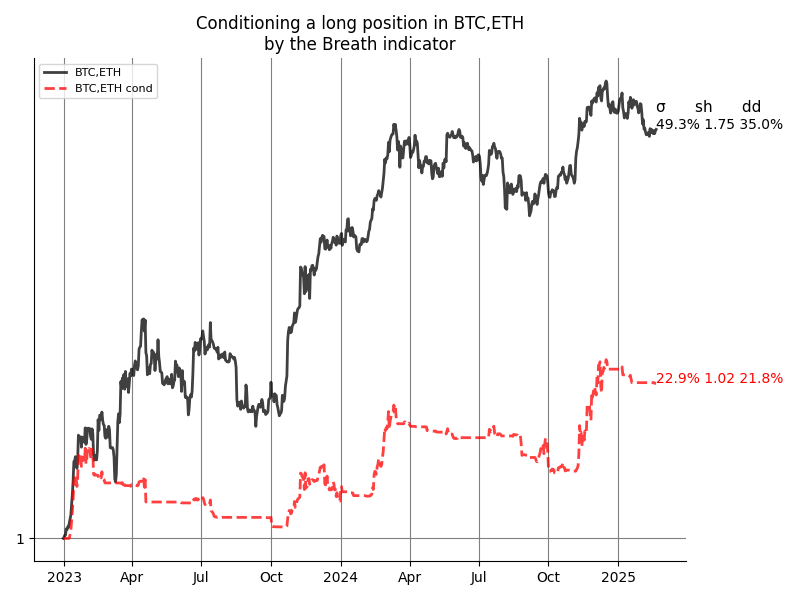 Conditioning a long position in BTC,ETH
by the Breath indicator
BTC,ETH
BTC,ETH cond
σ sh dd
49.3% 1.75 35.0%
22.9% 1.02 21.8%
1
2023 Apr Jul Oct 2024 Apr Jul Oct 2025